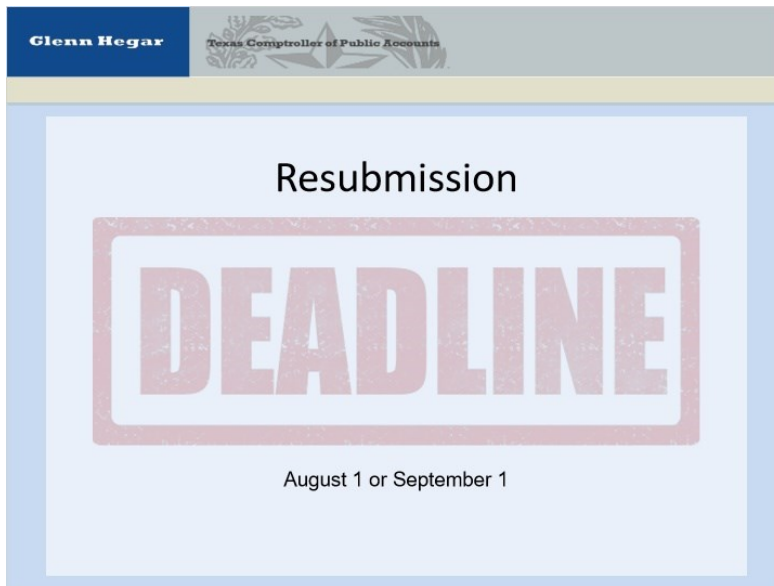 Glenn Hegar
Texas Comptroller of Public Accounts
Resubmission
DEADLINE
August 1 or September 1